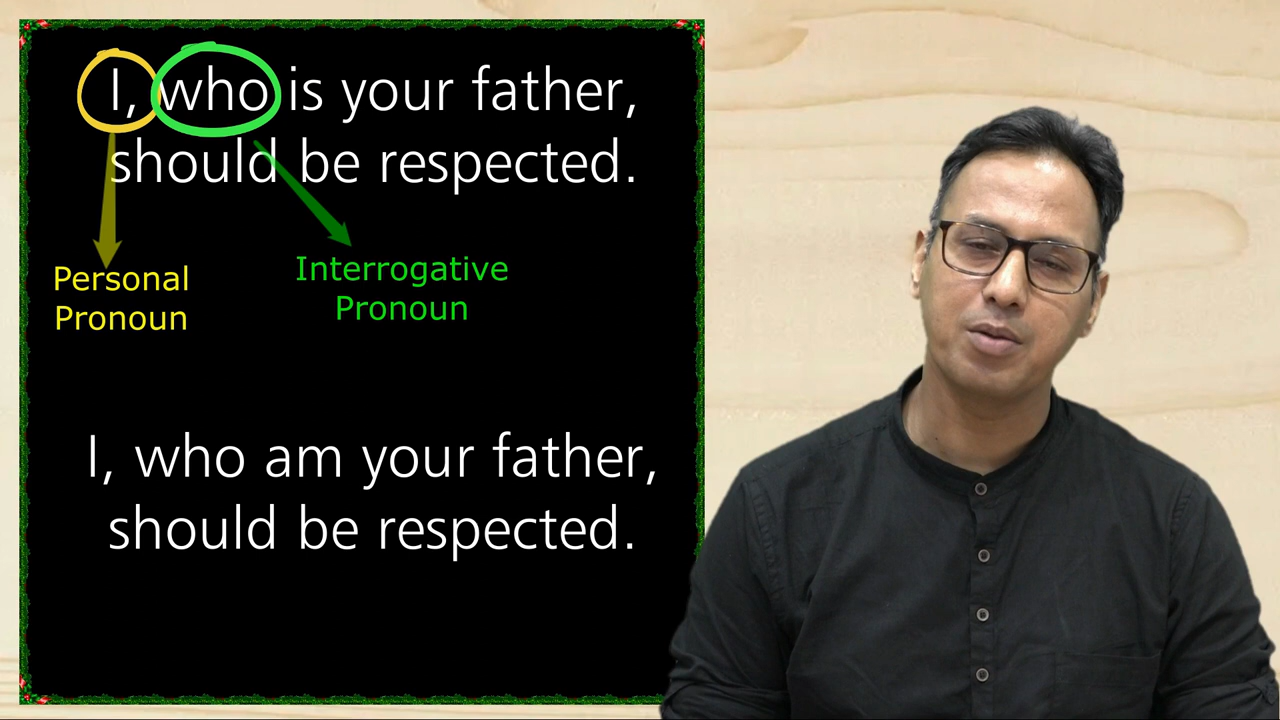 I, who is your father,
should be respected.
Personal
Pronoun
Interrogative
Pronoun
I, who am your father,
should be respected.